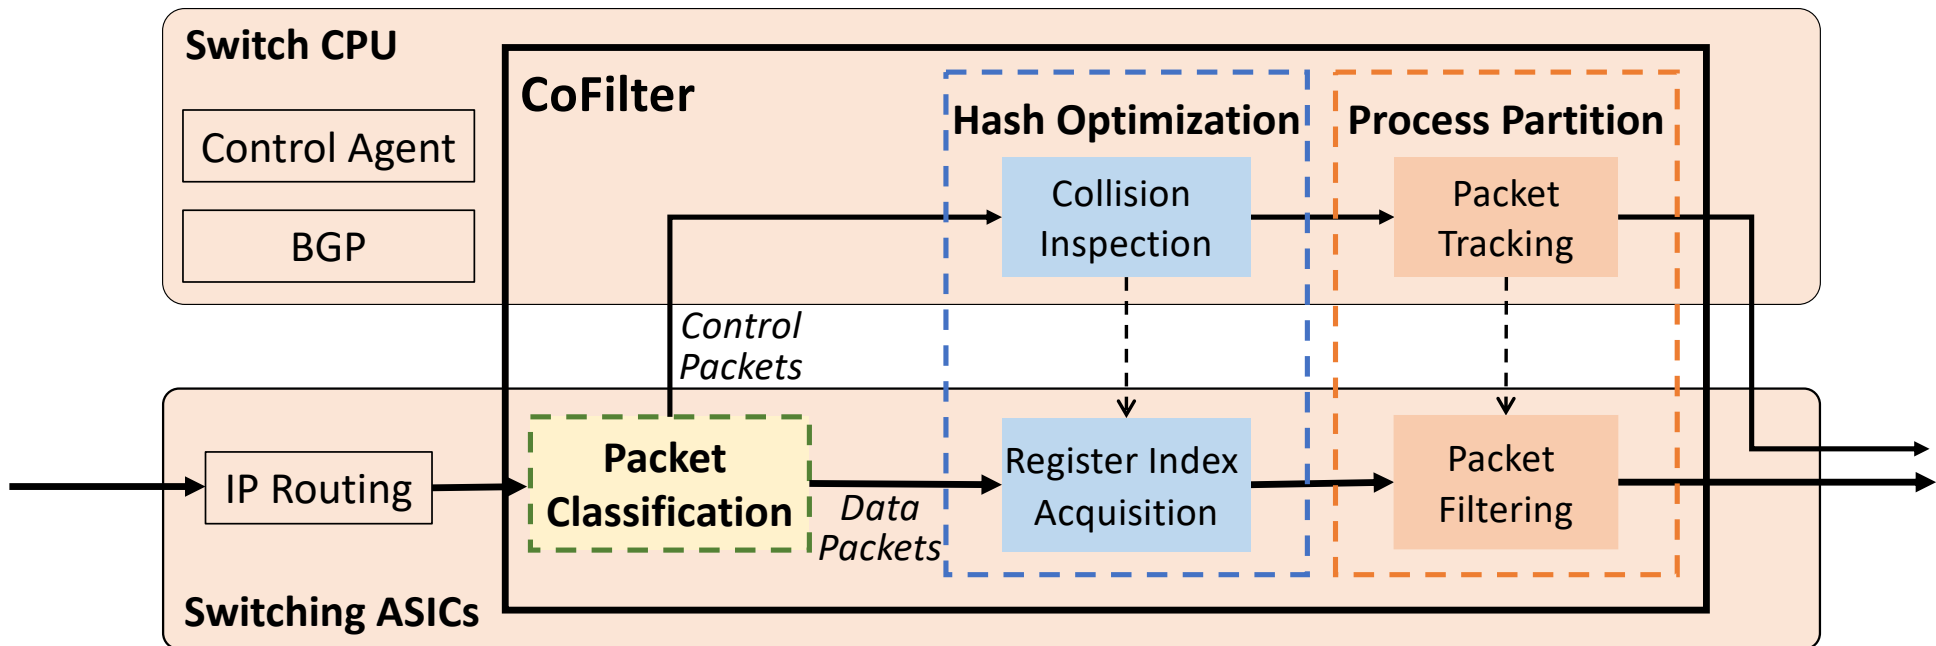 Switch CPU
CoFilter
Control Agent
BGP
Hash Optimization
Process Partition
Collision
Inspection
Packet
Tracking
Control
Packets
IP Routing
Packet
Classification
Data
Packets
Register Index
Acquisition
Packet
Filtering
Switching ASICs